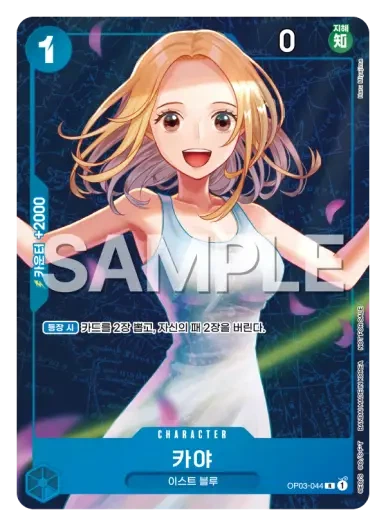 1
0
지혜
知
카운터 +2000
SAMPLE
등장 시 카드를 2장 뽑고, 자신의 패 2장을 버린다.
CHARACTER
카야
이스트 블루
OP03-044 R 1